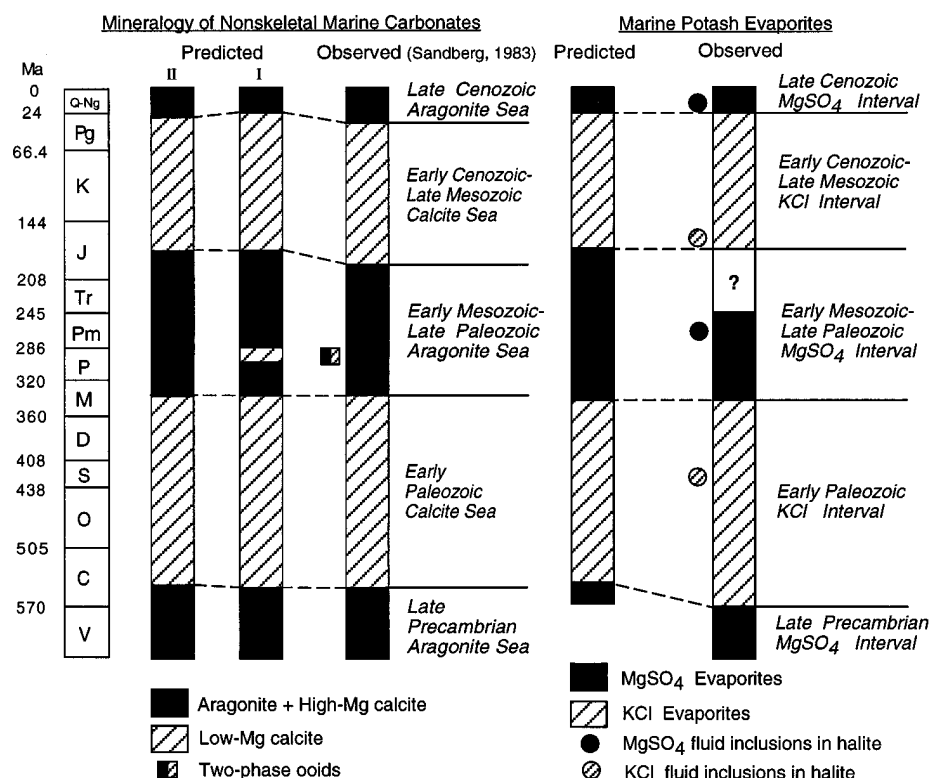 Mineralogy of Nonskeletal Marine Carbonates
Marine Potash Evaporites
Predicted
Observed (Sandberg, 1983)
Predicted
Observed
Ma
II
I
0
24
66.4
144
208
245
286
320
360
408
438
505
570
Q-Ng
Pg
K
J
Tr
Pm
P
M
D
S
O
C
V
Late Cenozoic
Aragonite Sea
Early Cenozoic-
Late Mesozoic
Calcite Sea
Early Mesozoic-
Late Paleozoic
Aragonite Sea
Early
Paleozoic
Calcite Sea
Late
Precambrian
Aragonite Sea
?
Late Cenozoic
MgSO4 Interval
Early Cenozoic-
Late Mesozoic
KCl Interval
Early Mesozoic-
Late Paleozoic
MgSO4 Interval
Early Paleozoic
KCl Interval
Late Precambrian
MgSO4 Interval
Aragonite + High-Mg calcite
Low-Mg calcite
Two-phase ooids
MgSO4 Evaporites
KCl Evaporites
MgSO4 fluid inclusions in halite
KCl fluid inclusions in halite